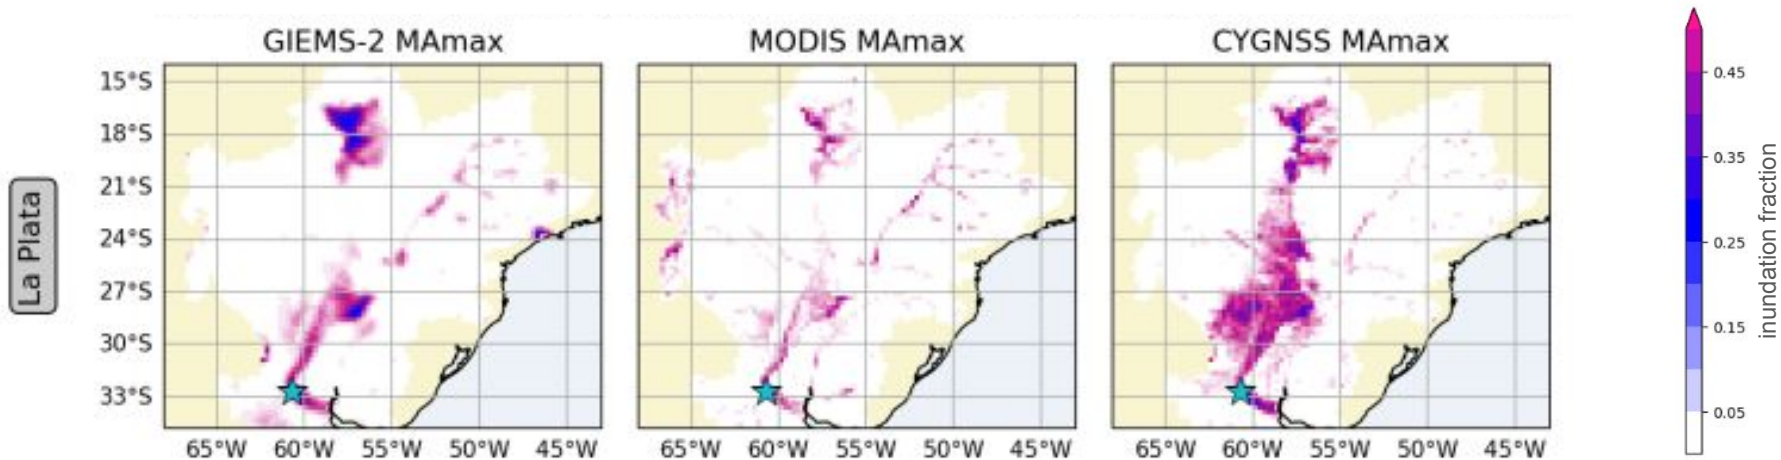 GIEMS-2 MAmax
MODIS MAmax
CYGNSS MAmax
La Plata
15°S
18°S
21°S
24°S
27°S
30°S
33°S
65°W 60°W 55°W 50°W 45°W
65°W 60°W 55°W 50°W 45°W
65°W 60°W 55°W 50°W 45°W
0.45
0.35
0.25
0.15
0.05
inundation fraction